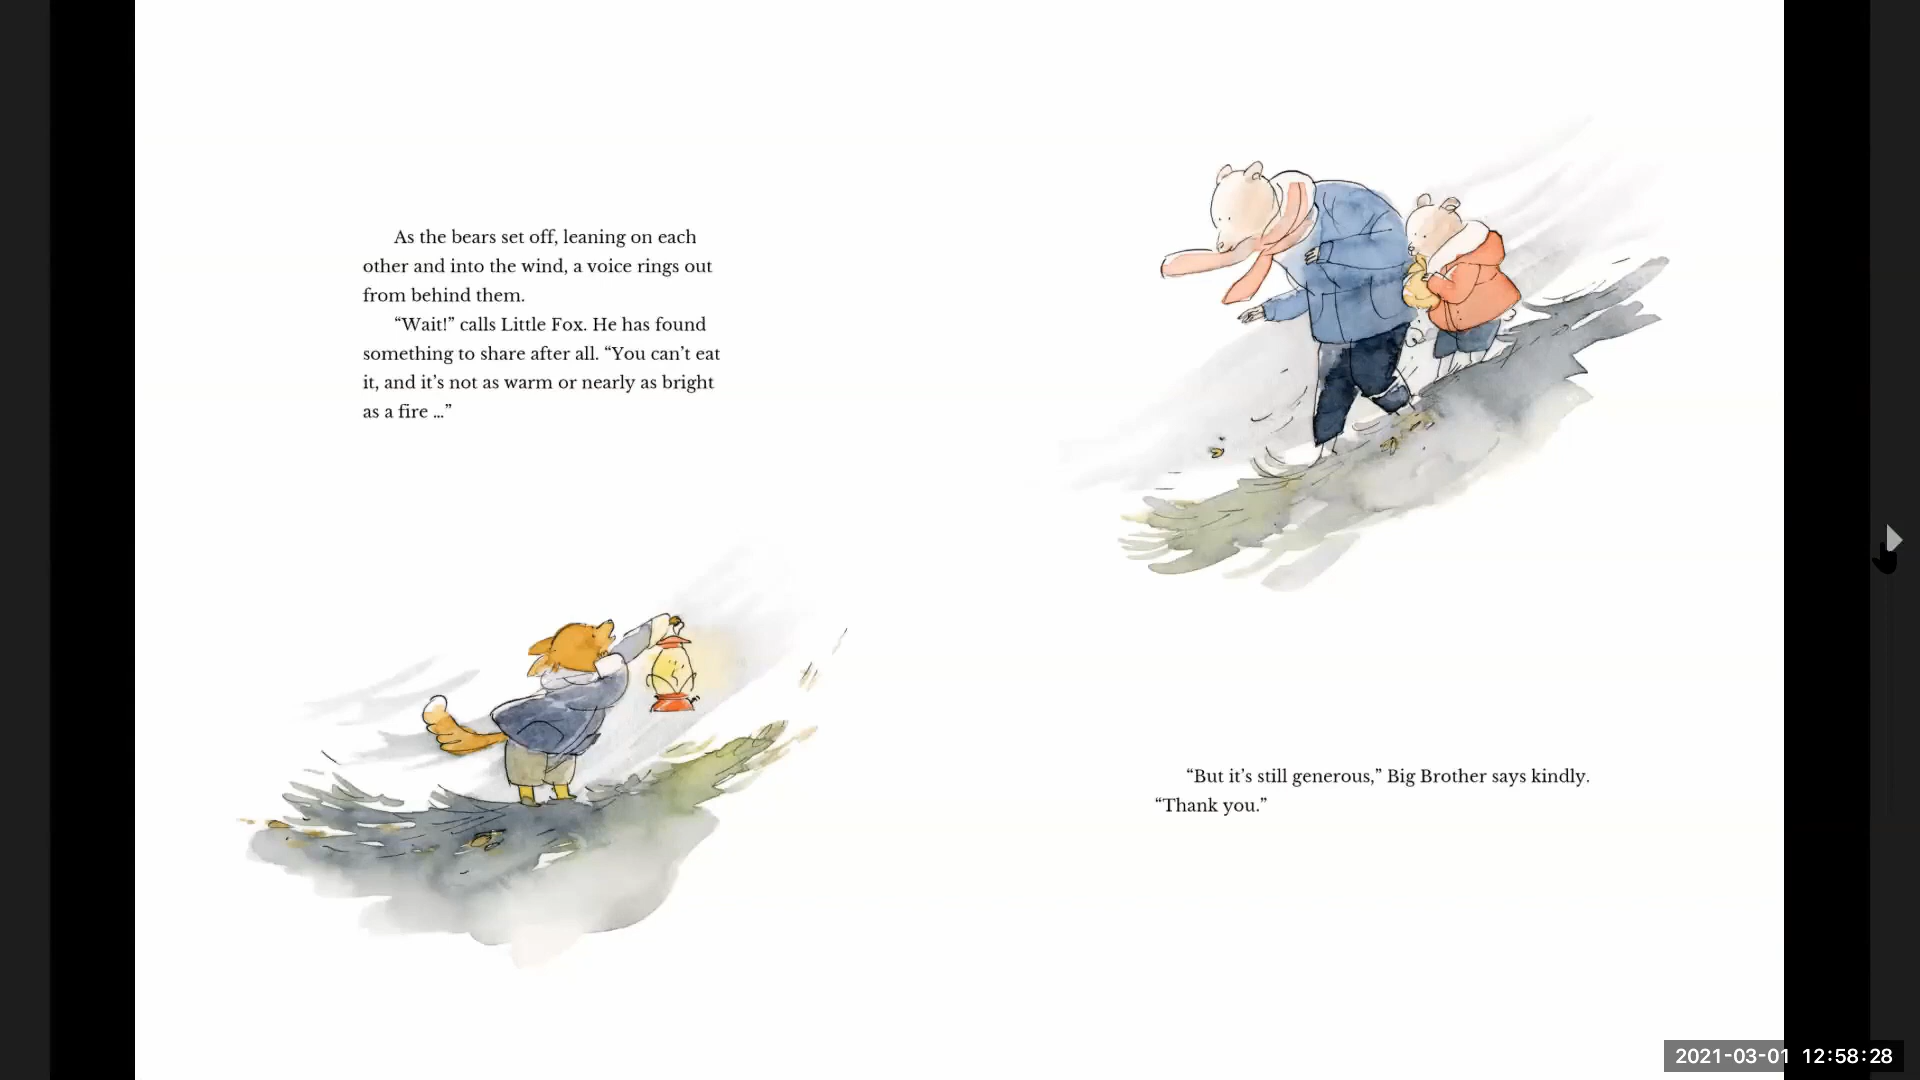 As the bears set off, leaning on each
other and into the wind, a voice rings out
from behind them.
“Wait!” calls Little Fox. He has found
something to share after all. “You can’t eat
it, and it’s not as warm or nearly as bright
as a fire ...”
“But it’s still generous,” Big Brother says kindly.
“Thank you.”
2021-03-01 12:58:28